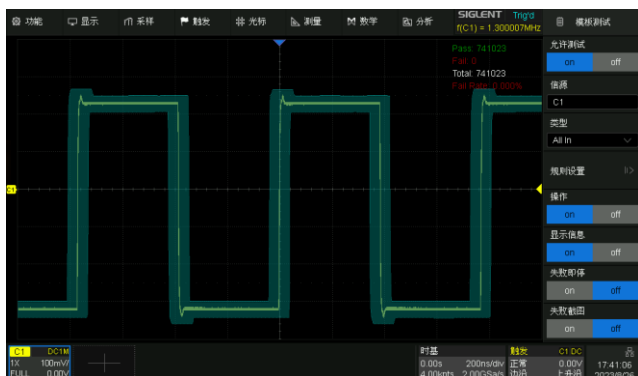 功能 显示 采样 触发 光标 测量 数学 分析 SIGLENT Trig'd
f(C1) = 1.300007MHz
模板测试
Pass: 741023
Fail: 0
Total: 741023
Fail Rate: 0.000%
允许测试
on off
信源
C1
类型
All In
规则设置
操作
on off
显示信息
on off
失败即停
on off
失败截图
on off
C1
C1 DC1M
1X 100mV/
FULL 0.00V
时基
0.00s 200ns/div
4.00kpts 2.00GSa/s
触发 C1 DC
正常 0.00V
边沿 上升沿
17:41:06
2023/8/26